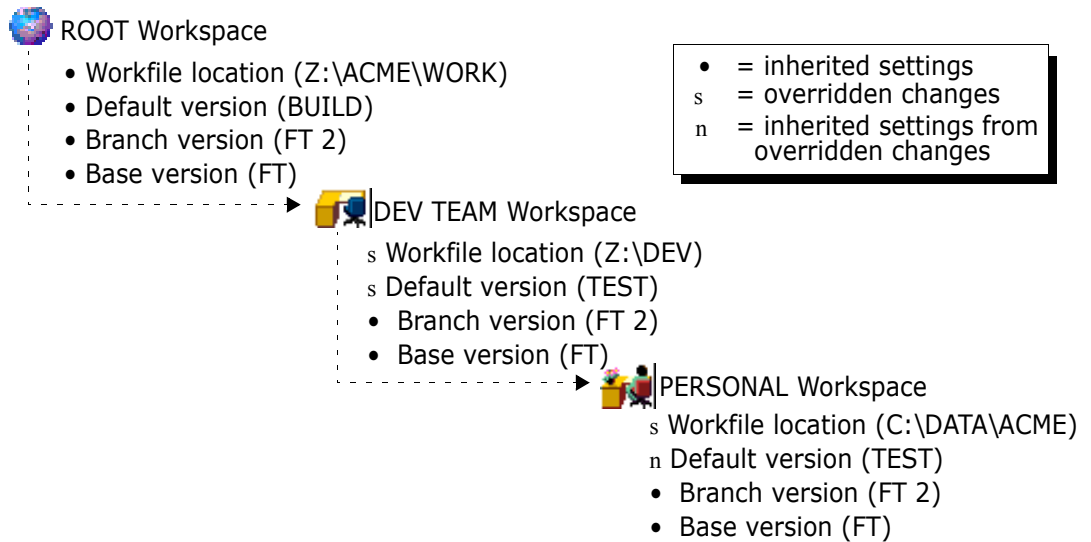 ROOT Workspace
• Workfile location (Z:\ACME\WORK)
• Default version (BUILD)
• Branch version (FT 2)
• Base version (FT)
• = inherited settings
s = overridden changes
n = inherited settings from
overridden changes
DEV TEAM Workspace
s Workfile location (Z:\DEV)
s Default version (TEST)
• Branch version (FT 2)
• Base version (FT)
PERSONAL Workspace
s Workfile location (C:\DATA\ACME)
n Default version (TEST)
• Branch version (FT 2)
• Base version (FT)